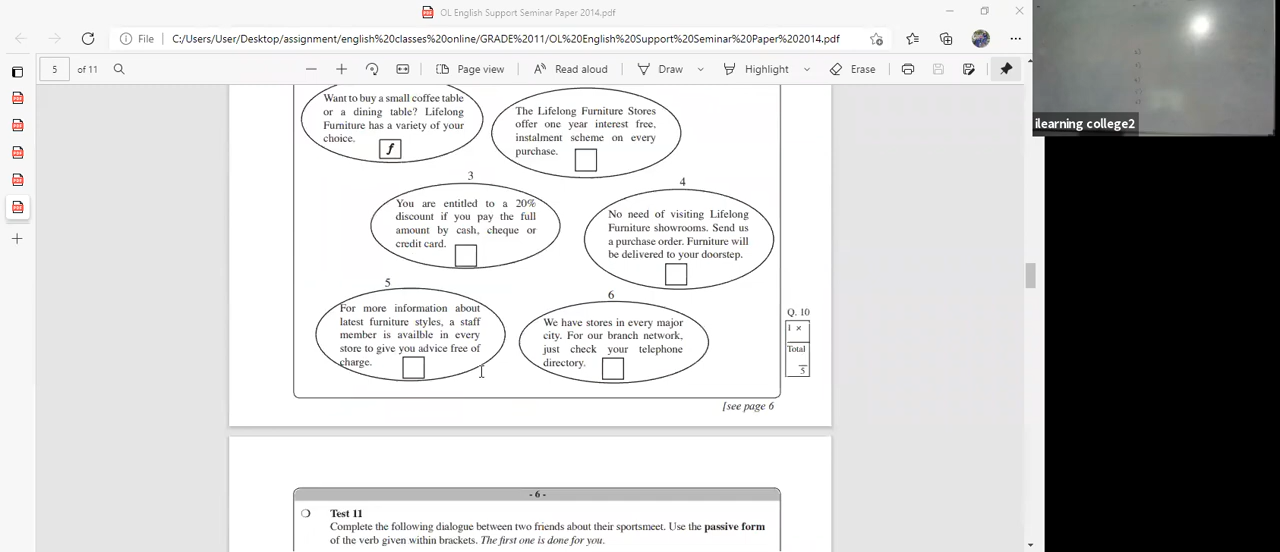 OL English Support Seminar Paper 2014.pdf
File
C:/Users/User/Desktop/assignment/english%20classes%20online/GRADE%2011/OL%20English%20Support%20Seminar%20Paper%202014.pdf
5
of 11
Page view
Read aloud
Draw
Highlight
Erase
ilearning college2
Want to buy a small coffee table
or a dining table? Lifelong
Furniture has a variety of your
choice.
f
The Lifelong Furniture Stores
offer one year interest free,
instalment scheme on every
purchase.
3
You are entitled to a 20%
discount if you pay the full
amount by cash, cheque or
credit card.
4
No need of visiting Lifelong
Furniture showrooms. Send us
a purchase order. Furniture will
be delivered to your doorstep.
5
For more information about
latest furniture styles, a staff
member is availble in every
store to give you advice free of
charge.
6
We have stores in every major
city. For our branch network,
just check your telephone
directory.
Q. 10
1 ×
Total
5
[see page 6
- 6 -
Test 11
Complete the following dialogue between two friends about their sportsmeet. Use the passive form
of the verb given within brackets. The first one is done for you.